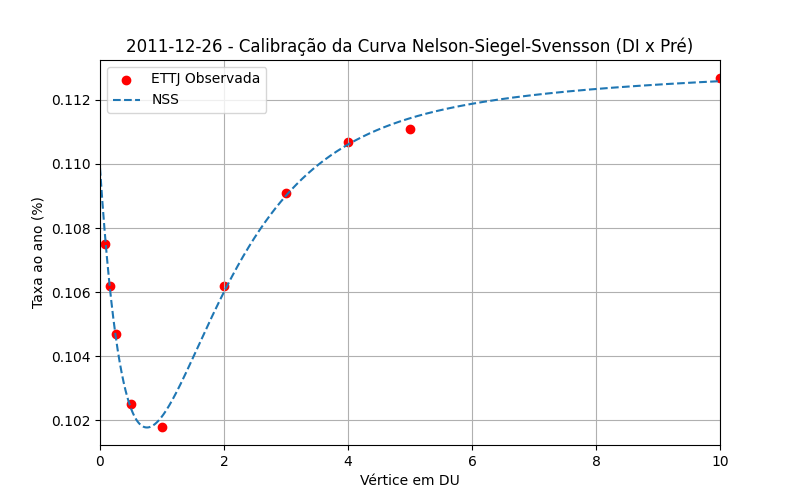 2011-12-26 - Calibração da Curva Nelson-Siegel-Svensson (DI x Pré)
ETTJ Observada
NSS
Taxa ao ano (%)
0.112
0.110
0.108
0.106
0.104
0.102
0 2 4 6 8 10
Vértice em DU